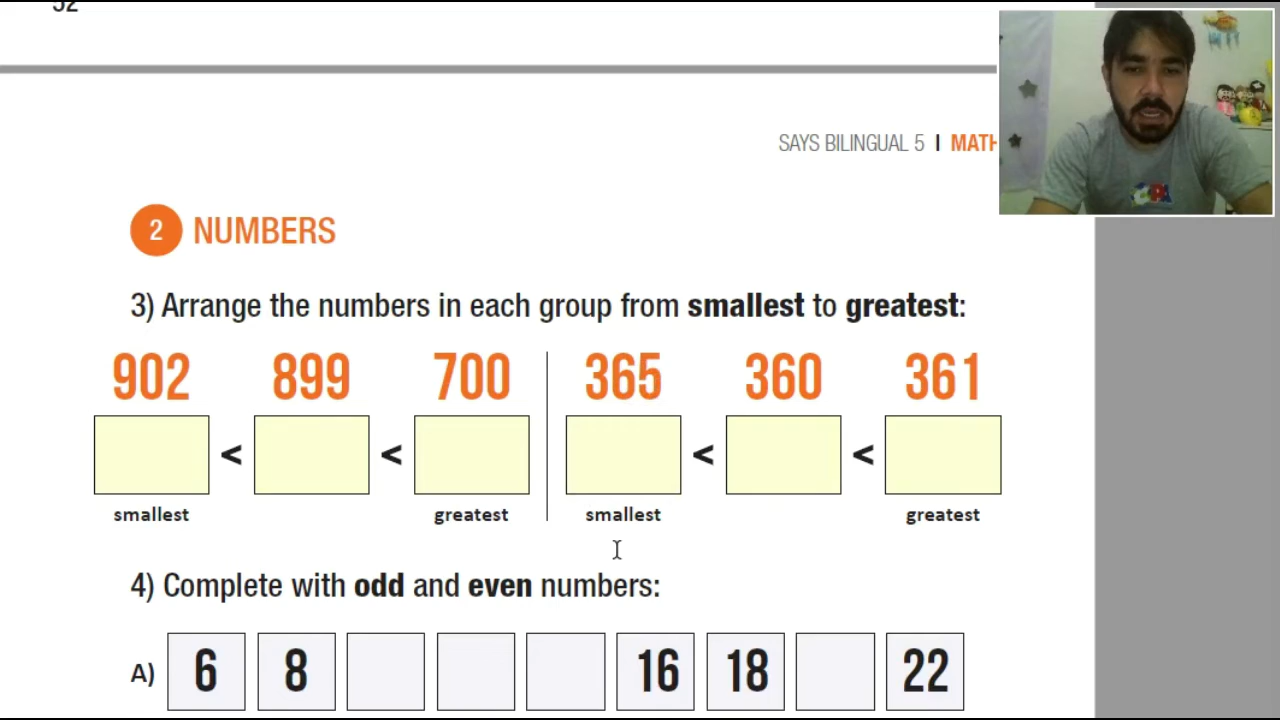 52
SAYS BILINGUAL 5 | MATH
2 NUMBERS
3) Arrange the numbers in each group from smallest to greatest:
902 899 700 365 360 361
< < < <
smallest greatest smallest greatest
4) Complete with odd and even numbers:
A) 6 8 16 18 22